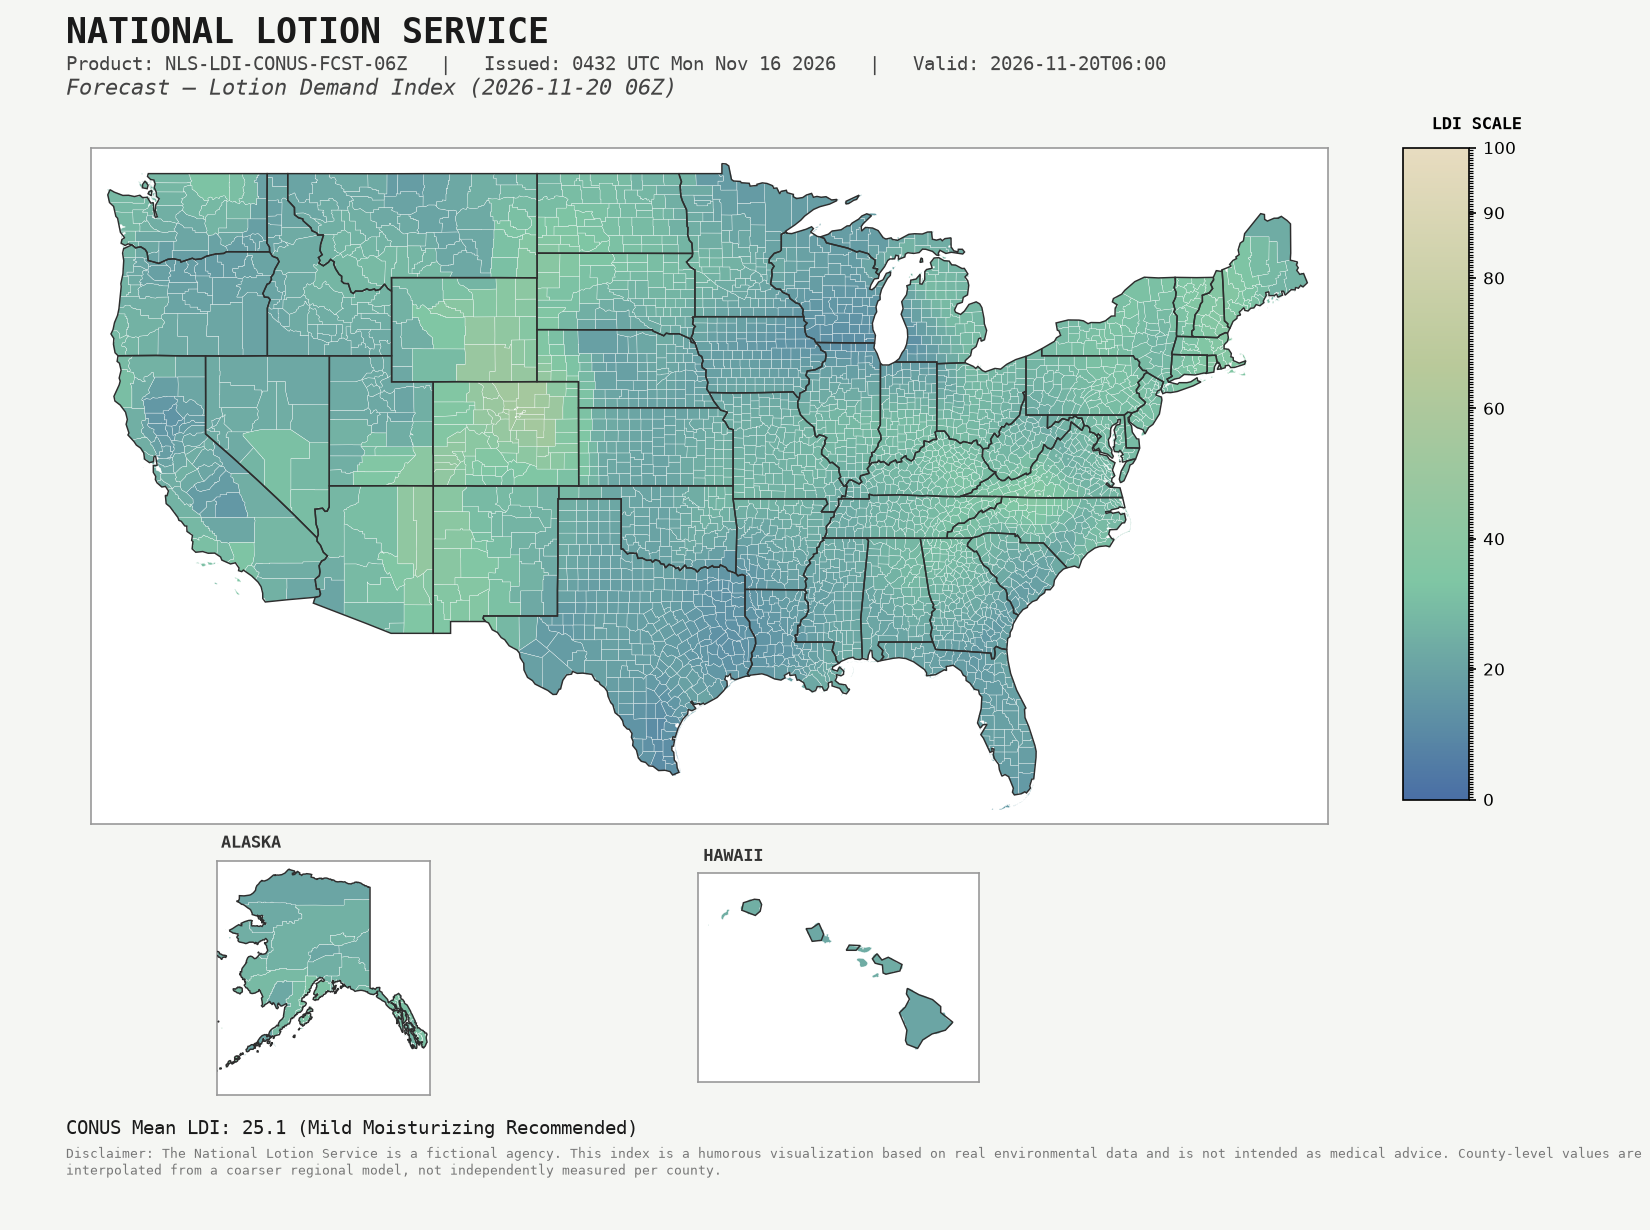 NATIONAL LOTION SERVICE
Product: NLS-LDI-CONUS-FCST-06Z | Issued: 0432 UTC Mon Nov 16 2026 | Valid: 2026-11-20T06:00
Forecast — Lotion Demand Index (2026-11-20 06Z)
LDI SCALE
100
90
80
60
40
20
0
ALASKA
HAWAII
CONUS Mean LDI: 25.1 (Mild Moisturizing Recommended)
Disclaimer: The National Lotion Service is a fictional agency. This index is a humorous visualization based on real environmental data and is not intended as medical advice. County-level values are
interpolated from a coarser regional model, not independently measured per county.